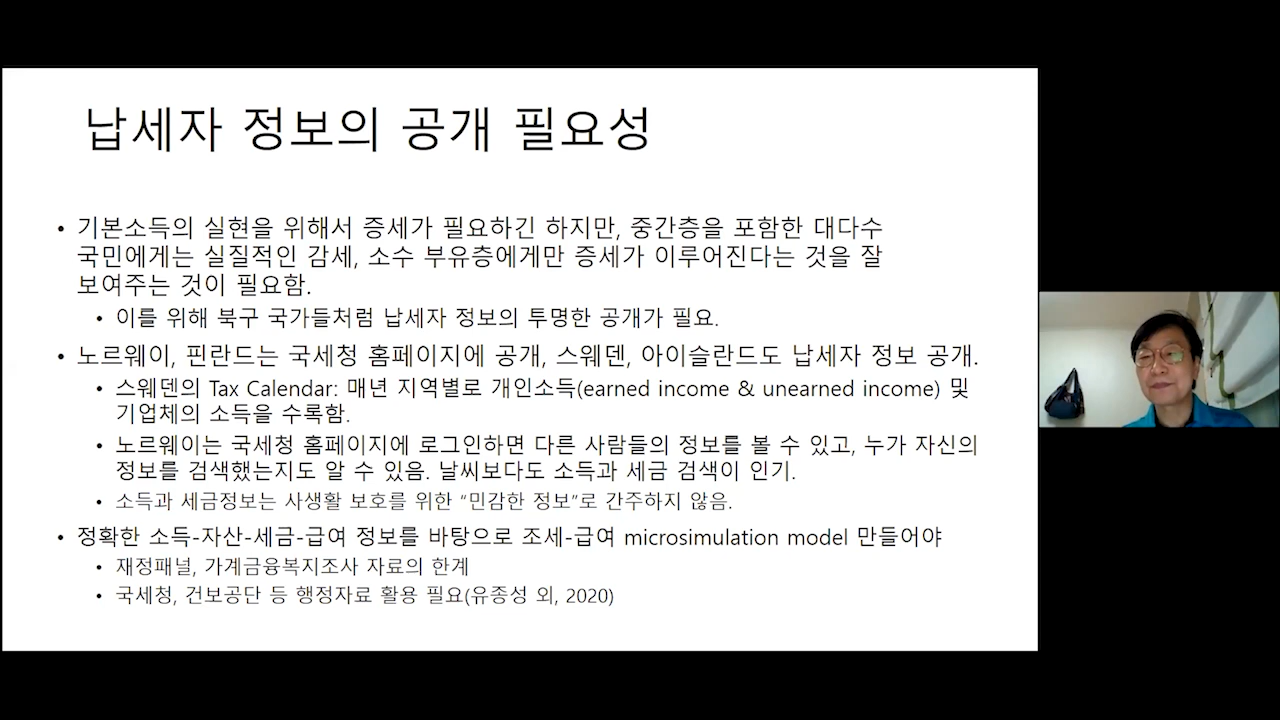 납세자 정보의 공개 필요성
• 기본소득의 실현을 위해서 증세가 필요하긴 하지만, 중간층을 포함한 대다수
국민에게는 실질적인 감세, 소수 부유층에게만 증세가 이루어진다는 것을 잘
보여주는 것이 필요함.
• 이를 위해 북구 국가들처럼 납세자 정보의 투명한 공개가 필요.
• 노르웨이, 핀란드는 국세청 홈페이지에 공개, 스웨덴, 아이슬란드도 납세자 정보 공개.
• 스웨덴의 Tax Calendar: 매년 지역별로 개인소득(earned income & unearned income) 및
기업체의 소득을 수록함.
• 노르웨이는 국세청 홈페이지에 로그인하면 다른 사람들의 정보를 볼 수 있고, 누가 자신의
정보를 검색했는지도 알 수 있음. 날씨보다도 소득과 세금 검색이 인기.
• 소득과 세금정보는 사생활 보호를 위한 “민감한 정보”로 간주하지 않음.
• 정확한 소득-자산-세금-급여 정보를 바탕으로 조세-급여 microsimulation model 만들어야
• 재정패널, 가계금융복지조사 자료의 한계
• 국세청, 건보공단 등 행정자료 활용 필요(유종성 외, 2020)